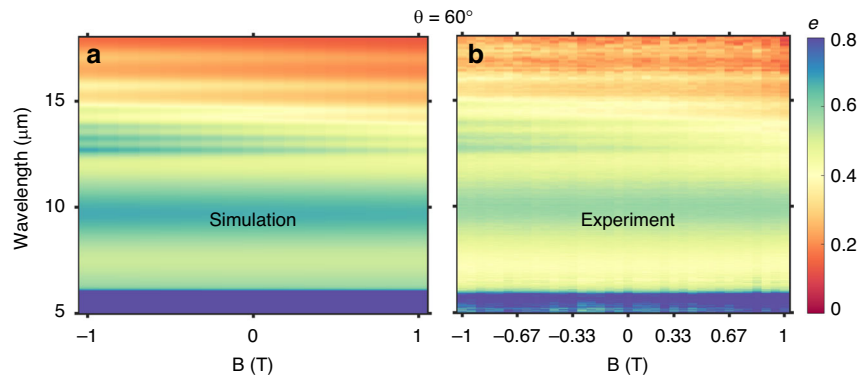 θ = 60°
a
b
e
Wavelength (μm)
15
10
5
Simulation
Experiment
0.8
0.6
0.4
0.2
0
−1
0
1
B (T)
−1
−0.67
−0.33
0
0.33
0.67
1
B (T)